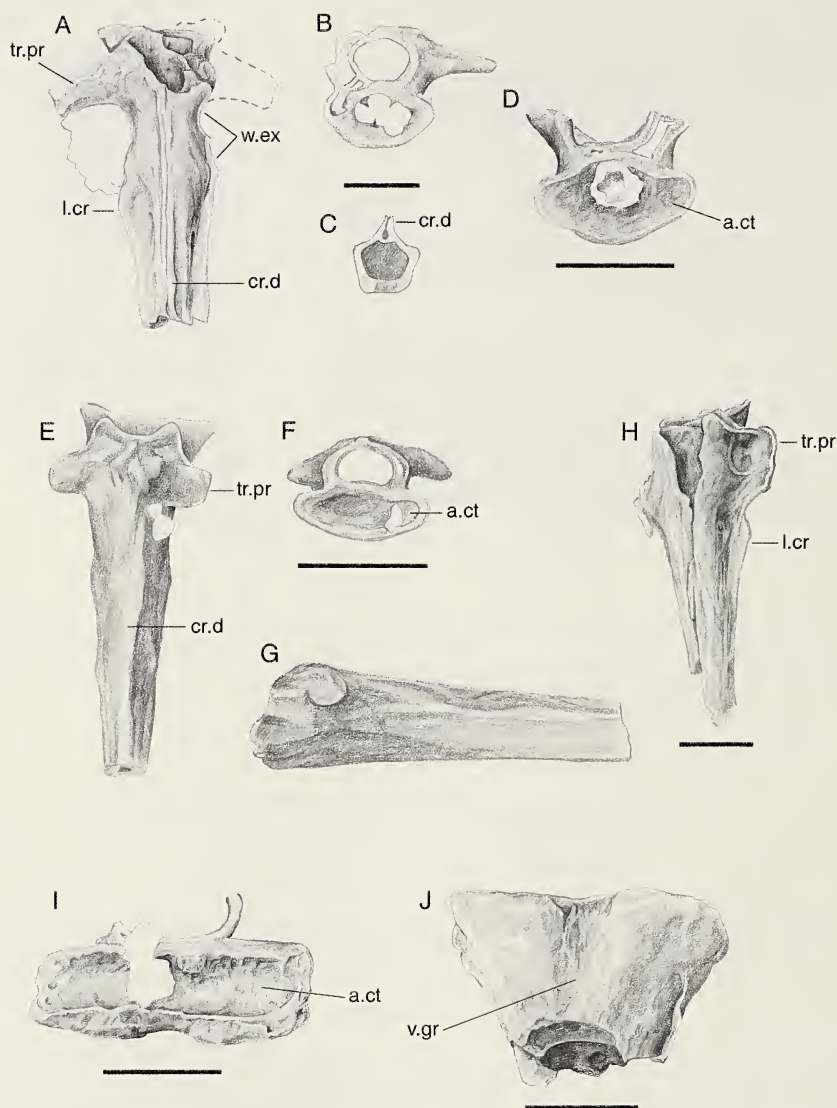 A
tr.pr
w.ex
l.cr
cr.d
B
C
cr.d
D
a.ct
E
tr.pr
cr.d
F
a.ct
G
H
tr.pr
l.cr
I
a.ct
J
v.gr